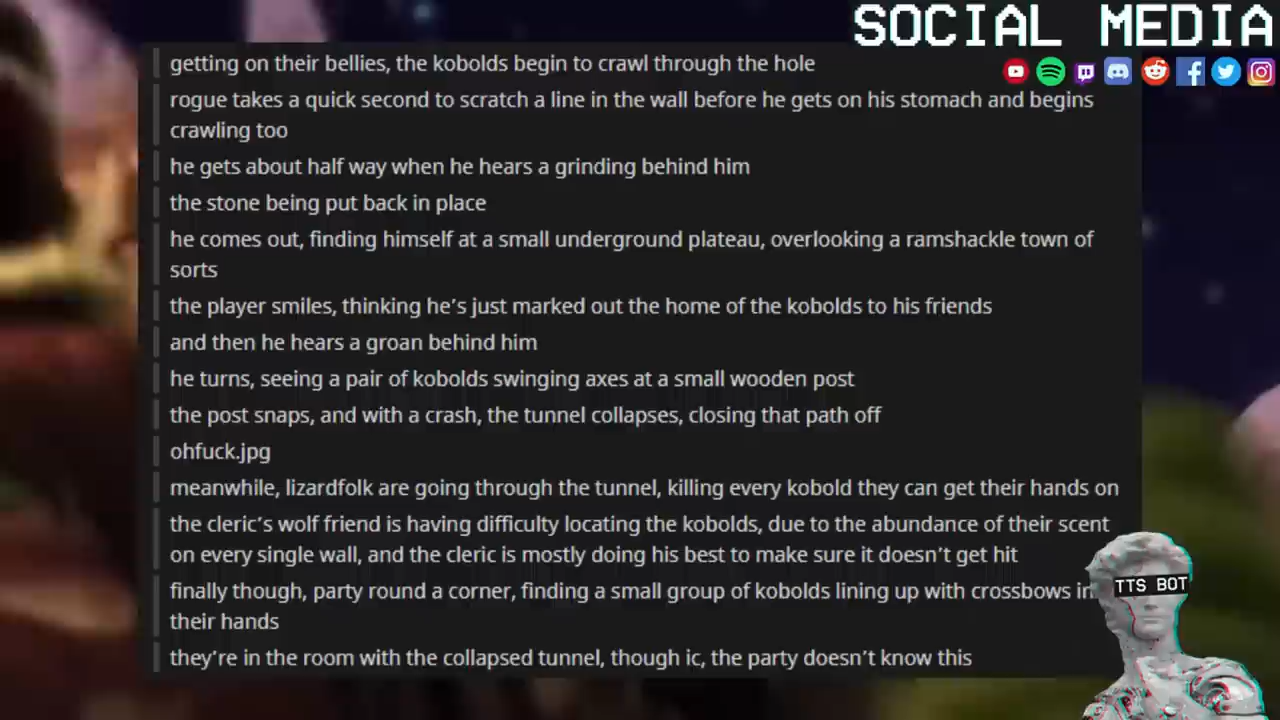 SOCIAL MEDIA
getting on their bellies, the kobolds begin to crawl through the hole
rogue takes a quick second to scratch a line in the wall before he gets on his stomach and begins
crawling too
he gets about half way when he hears a grinding behind him
the stone being put back in place
he comes out, finding himself at a small underground plateau, overlooking a ramshackle town of
sorts
the player smiles, thinking he's just marked out the home of the kobolds to his friends
and then he hears a groan behind him
he turns, seeing a pair of kobolds swinging axes at a small wooden post
the post snaps, and with a crash, the tunnel collapses, closing that path off
ohfuck.jpg
meanwhile, lizardfolk are going through the tunnel, killing every kobold they can get their hands on
the cleric's wolf friend is having difficulty locating the kobolds, due to the abundance of their scent
on every single wall, and the cleric is mostly doing his best to make sure it doesn't get hit
finally though, party round a corner, finding a small group of kobolds lining up with crossbows in
their hands
they're in the room with the collapsed tunnel, though ic, the party doesn't know this
TTS BOT